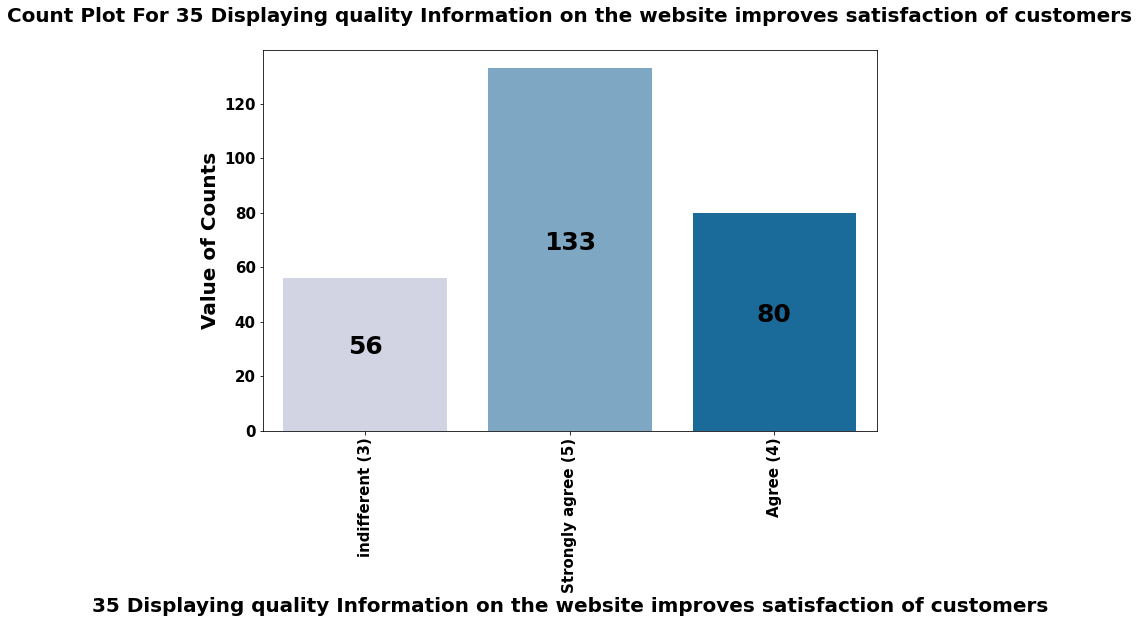 Count Plot For 35 Displaying quality Information on the website improves satisfaction of customers
Value of Counts
120
100
80
60
40
20
0
56
133
80
indifferent (3)
Strongly agree (5)
Agree (4)
35 Displaying quality Information on the website improves satisfaction of customers